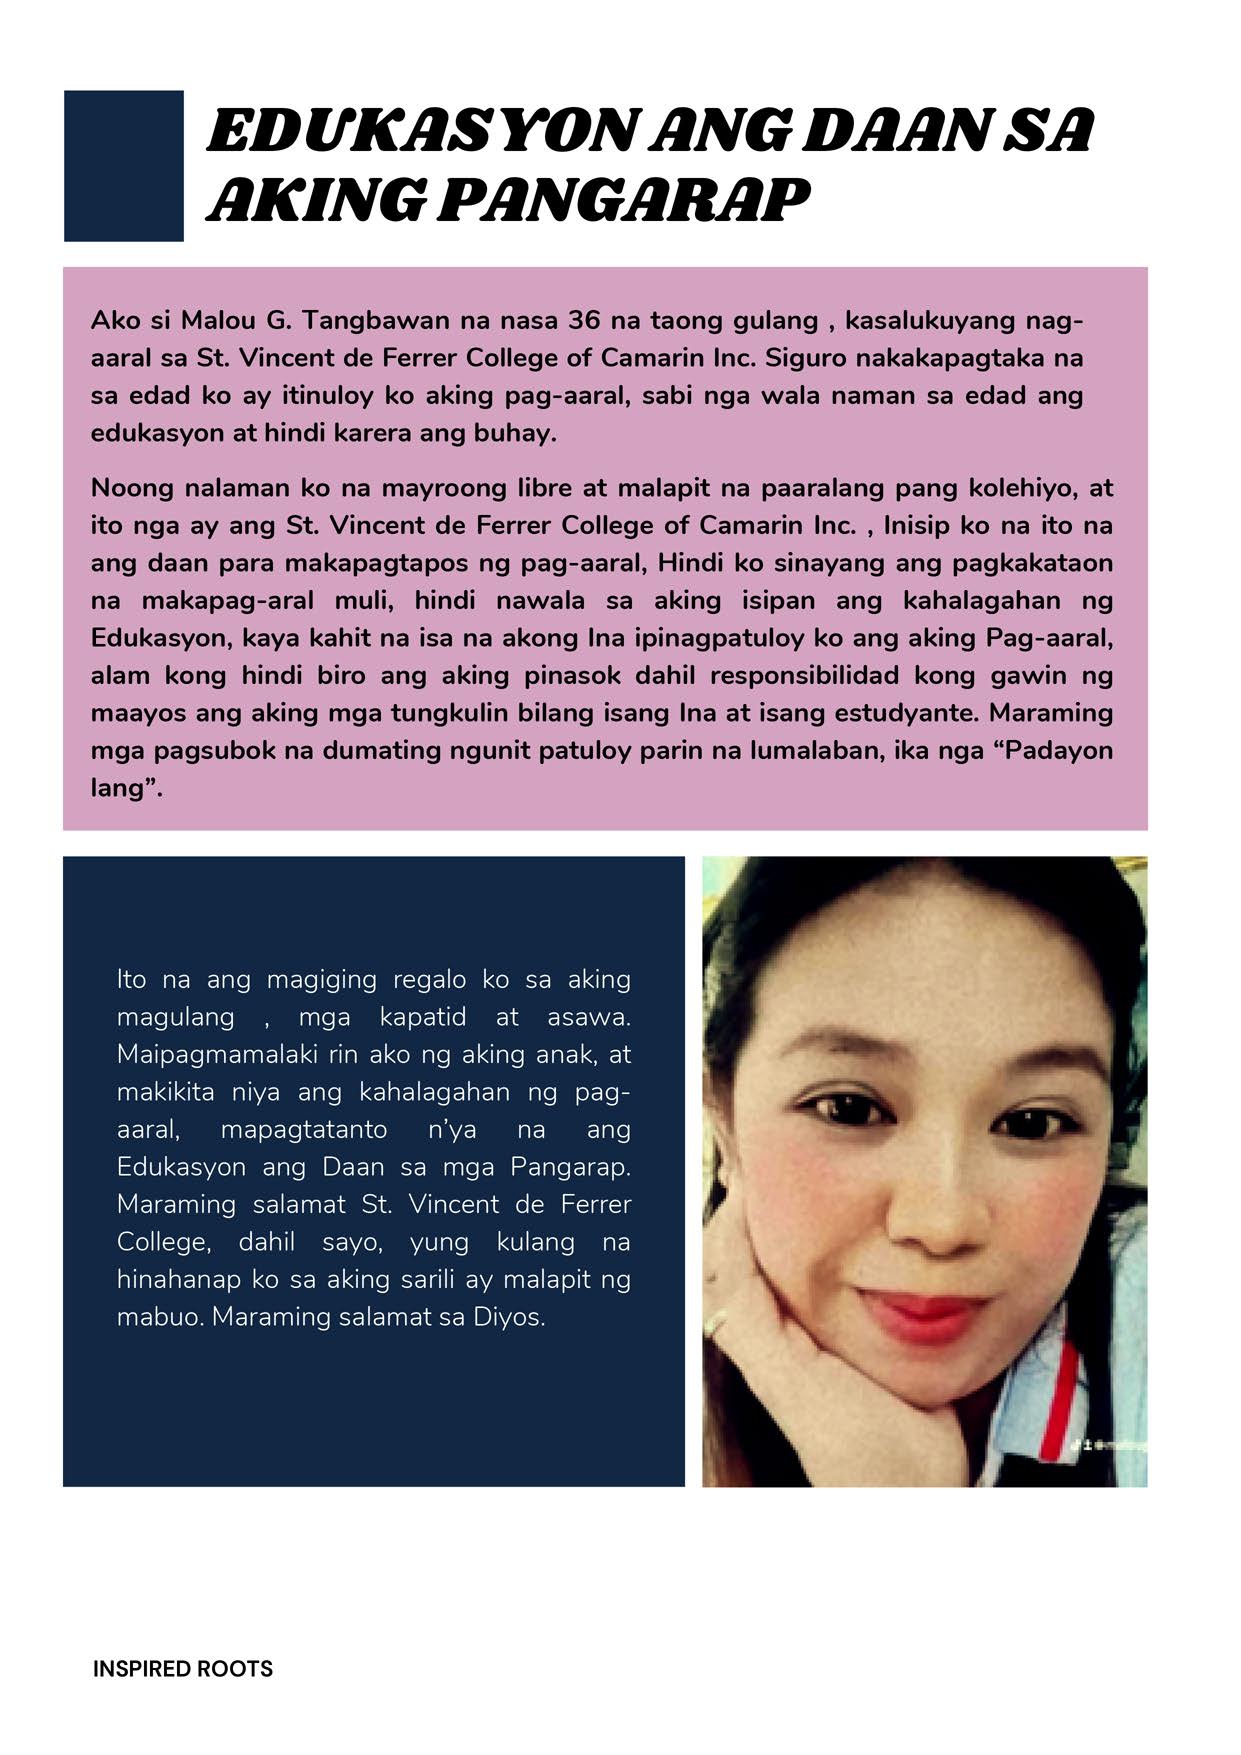 EDUKASYON ANG DAAN SA
AKING PANGARAP
Ako si Malou G. Tangbawan na nasa 36 na taong gulang , kasalukuyang nag-
aaral sa St. Vincent de Ferrer College of Camarin Inc. Siguro nakakapagtaka na
sa edad ko ay itinuloy ko aking pag-aaral, sabi nga wala naman sa edad ang
edukasyon at hindi karera ang buhay.
Noong nalaman ko na mayroong libre at malapit na paaralang pang kolehiyo, at
ito nga ay ang St. Vincent de Ferrer College of Camarin Inc. , Inisip ko na ito na
ang daan para makapagtapos ng pag-aaral, Hindi ko sinayang ang pagkakataon
na makapag-aral muli, hindi nawala sa aking isipan ang kahalagahan ng
Edukasyon, kaya kahit na isa na akong Ina ipinagpatuloy ko ang aking Pag-aaral,
alam kong hindi biro ang aking pinasok dahil responsibilidad kong gawin ng
maayos ang aking mga tungkulin bilang isang Ina at isang estudyante. Maraming
mga pagsubok na dumating ngunit patuloy parin na lumalaban, ika nga “Padayon
lang”.
Ito na ang magiging regalo ko sa aking
magulang , mga kapatid at asawa.
Maipagmamalaki rin ako ng aking anak, at
makikita niya ang kahalagahan ng pag-
aaral, mapagtatanto n’ya na ang
Edukasyon ang Daan sa mga Pangarap.
Maraming salamat St. Vincent de Ferrer
College, dahil sayo, yung kulang na
hinahanap ko sa aking sarili ay malapit ng
mabuo. Maraming salamat sa Diyos.
INSPIRED ROOTS